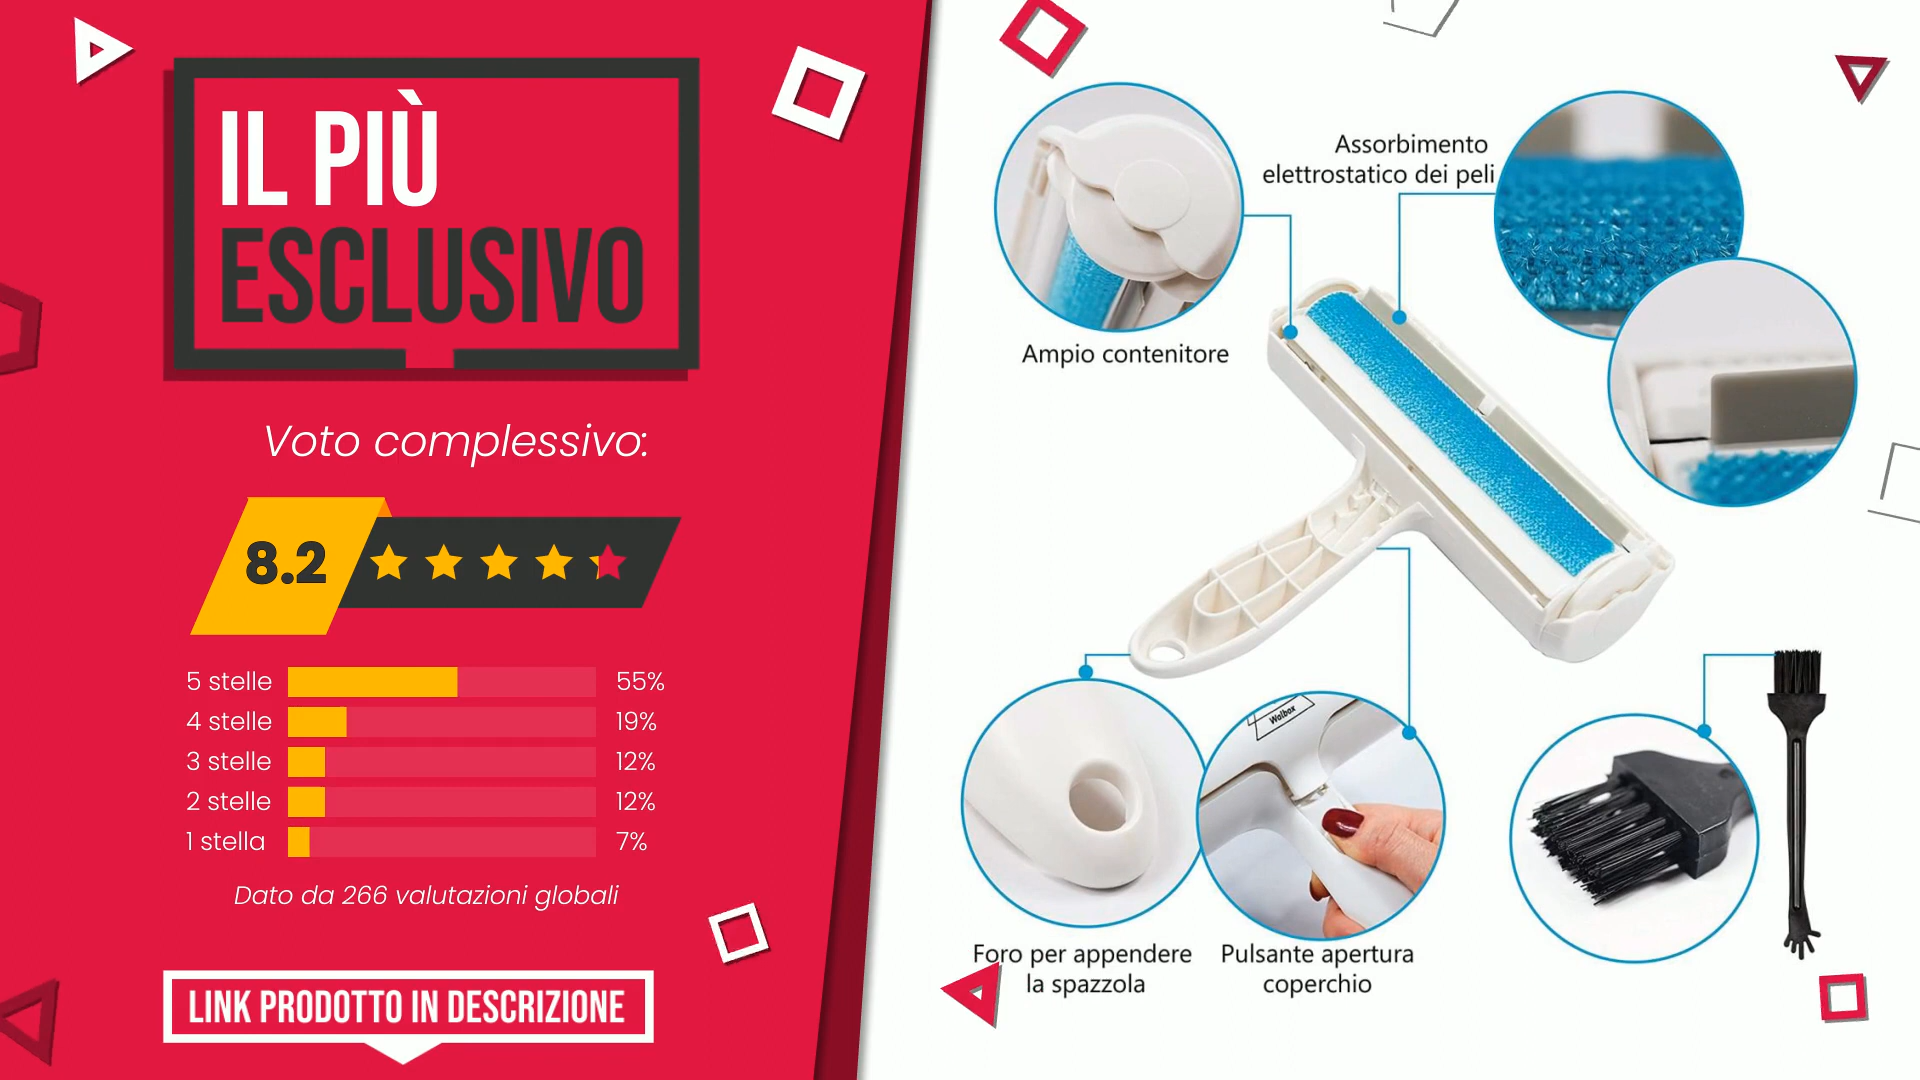 IL PIÙ
ESCLUSIVO
Voto complessivo:
8.2
5 stelle 55%
4 stelle 19%
3 stelle 12%
2 stelle 12%
1 stella 7%
Dato da 266 valutazioni globali
LINK PRODOTTO IN DESCRIZIONE
Assorbimento
elettrostatico dei peli
Ampio contenitore
Walbox
Foro per appendere
la spazzola
Pulsante apertura
coperchio